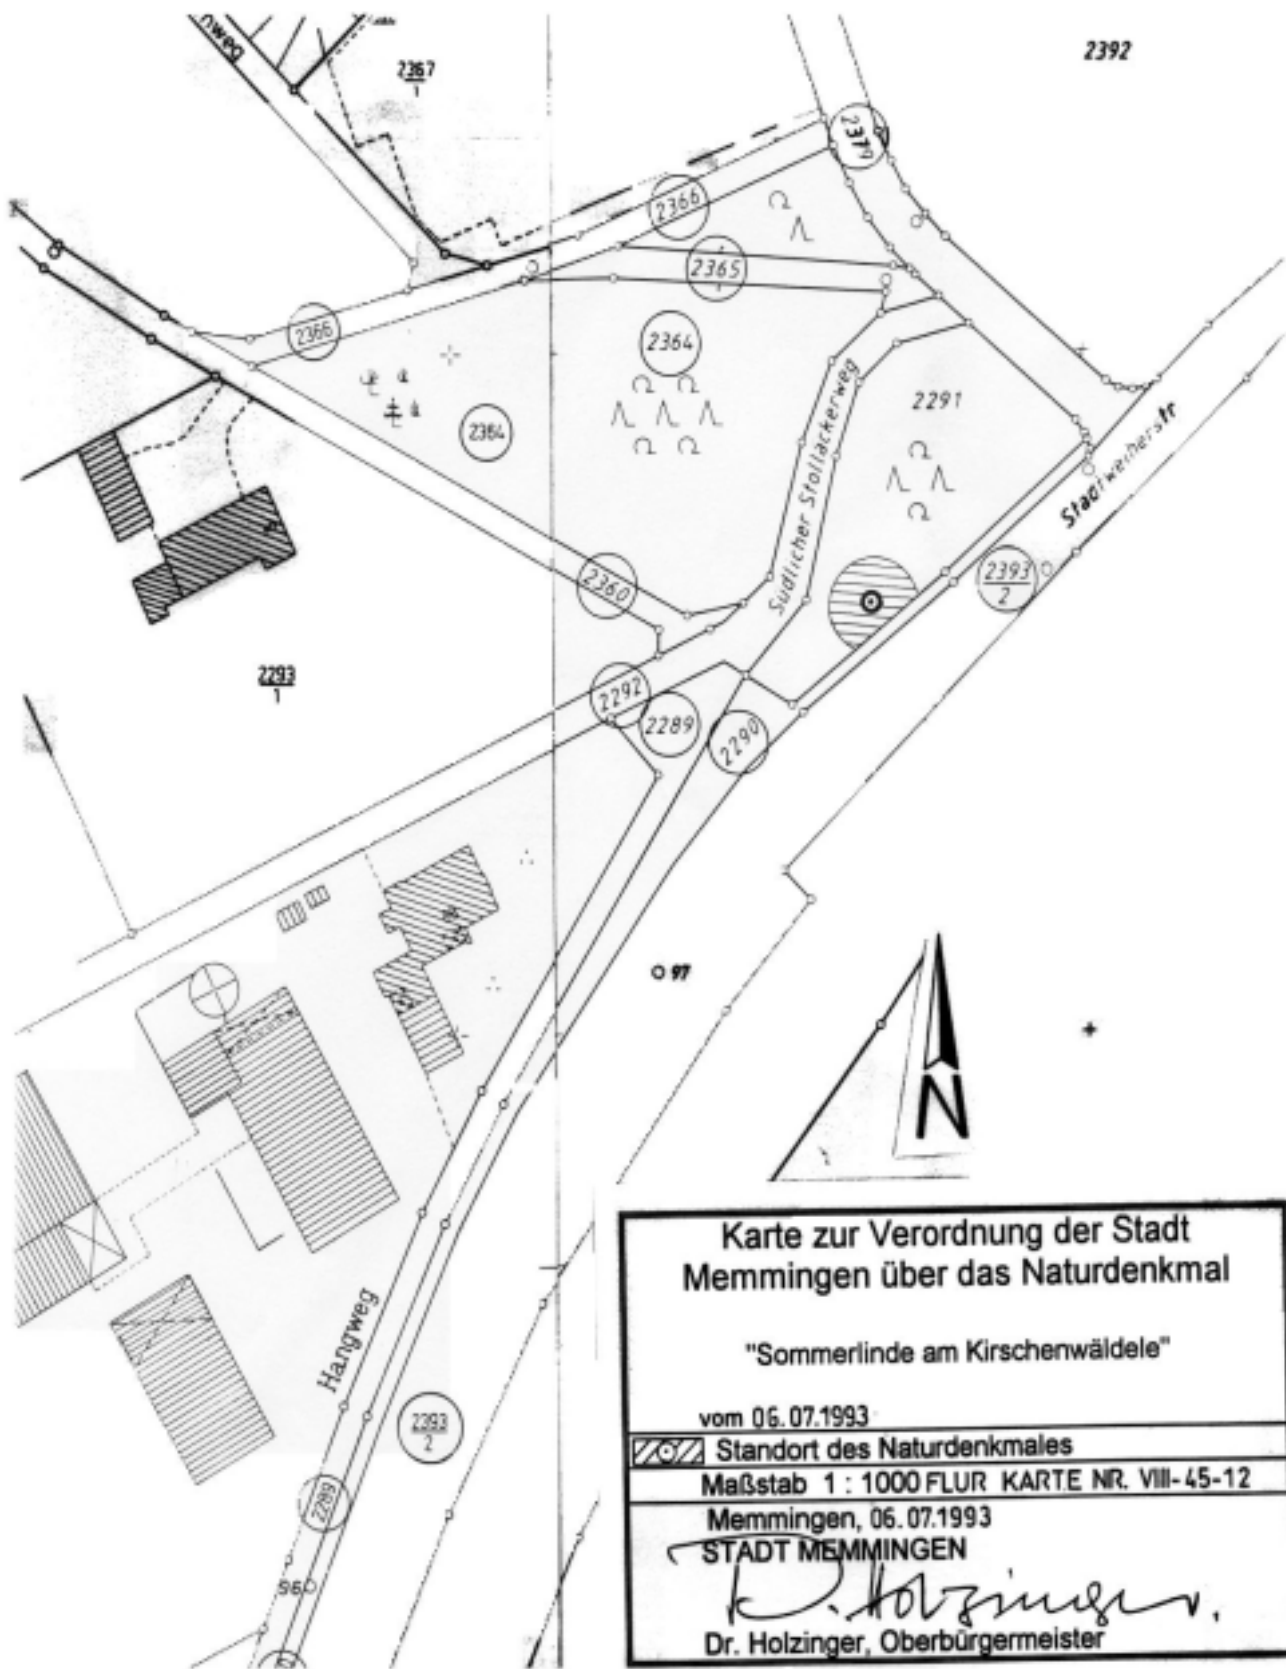 2392
2367
1
2379
2366
2365
2366
2364
2364
2291
Südlicher Stollackerweg
Stadtweiherstr
2360
2393
2
2293
1
2292
2289
2290
97
N
Hangweg
2393
2
2289
96
Karte zur Verordnung der Stadt
Memmingen über das Naturdenkmal
"Sommerlinde am Kirschenwäldele"
vom 06.07.1993
Standort des Naturdenkmales
Maßstab 1 : 1000 FLUR KARTE NR. VIII-45-12
Memmingen, 06.07.1993
STADT MEMMINGEN
Dr. Holzinger.
Dr. Holzinger, Oberbürgermeister